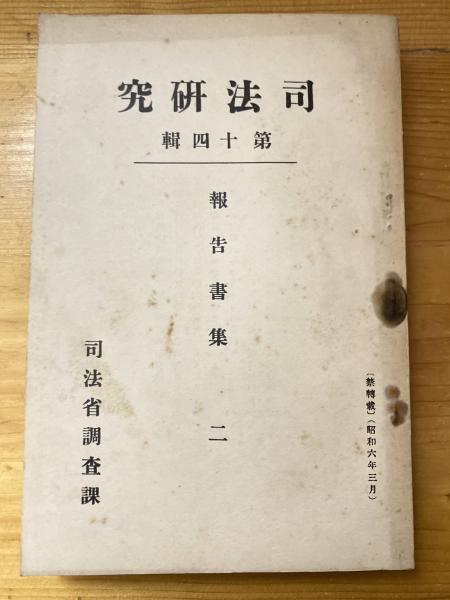 司法研究
第十四輯
報告書集 二
司法省調査課
〔禁轉載〕(昭和六年三月)